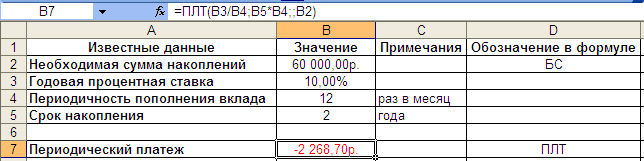 B7 fx =ПЛТ(B3/B4;B5*B4;;B2)
A B C D
1 Известные данные Значение Примечания Обозначение в формуле
2 Необходимая сумма накоплений 60 000,00р. БС
3 Годовая процентная ставка 10,00%
4 Периодичность пополнения вклада 12 раз в месяц
5 Срок накопления 2 года
6
7 Периодический платеж -2 268,70р. ПЛТ